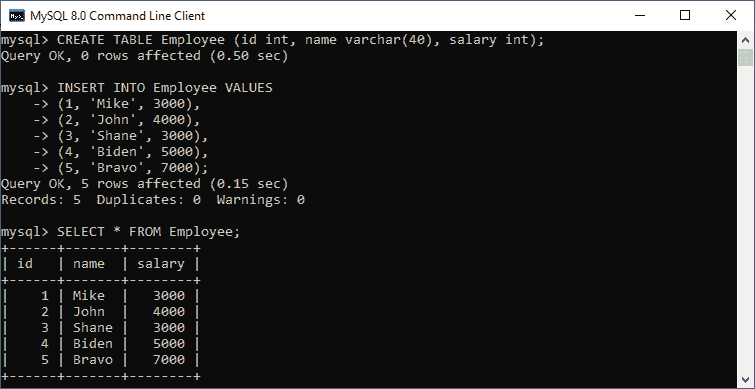 MySQL 8.0 Command Line Client
mysql> CREATE TABLE Employee (id int, name varchar(40), salary int);
Query OK, 0 rows affected (0.50 sec)
mysql> INSERT INTO Employee VALUES
    -> (1, 'Mike', 3000),
    -> (2, 'John', 4000),
    -> (3, 'Shane', 3000),
    -> (4, 'Biden', 5000),
    -> (5, 'Bravo', 7000);
Query OK, 5 rows affected (0.15 sec)
Records: 5  Duplicates: 0  Warnings: 0
mysql> SELECT * FROM Employee;
+------+-------+--------+
| id   | name  | salary |
+------+-------+--------+
|    1 | Mike  |   3000 |
|    2 | John  |   4000 |
|    3 | Shane |   3000 |
|    4 | Biden |   5000 |
|    5 | Bravo |   7000 |
+------+-------+--------+